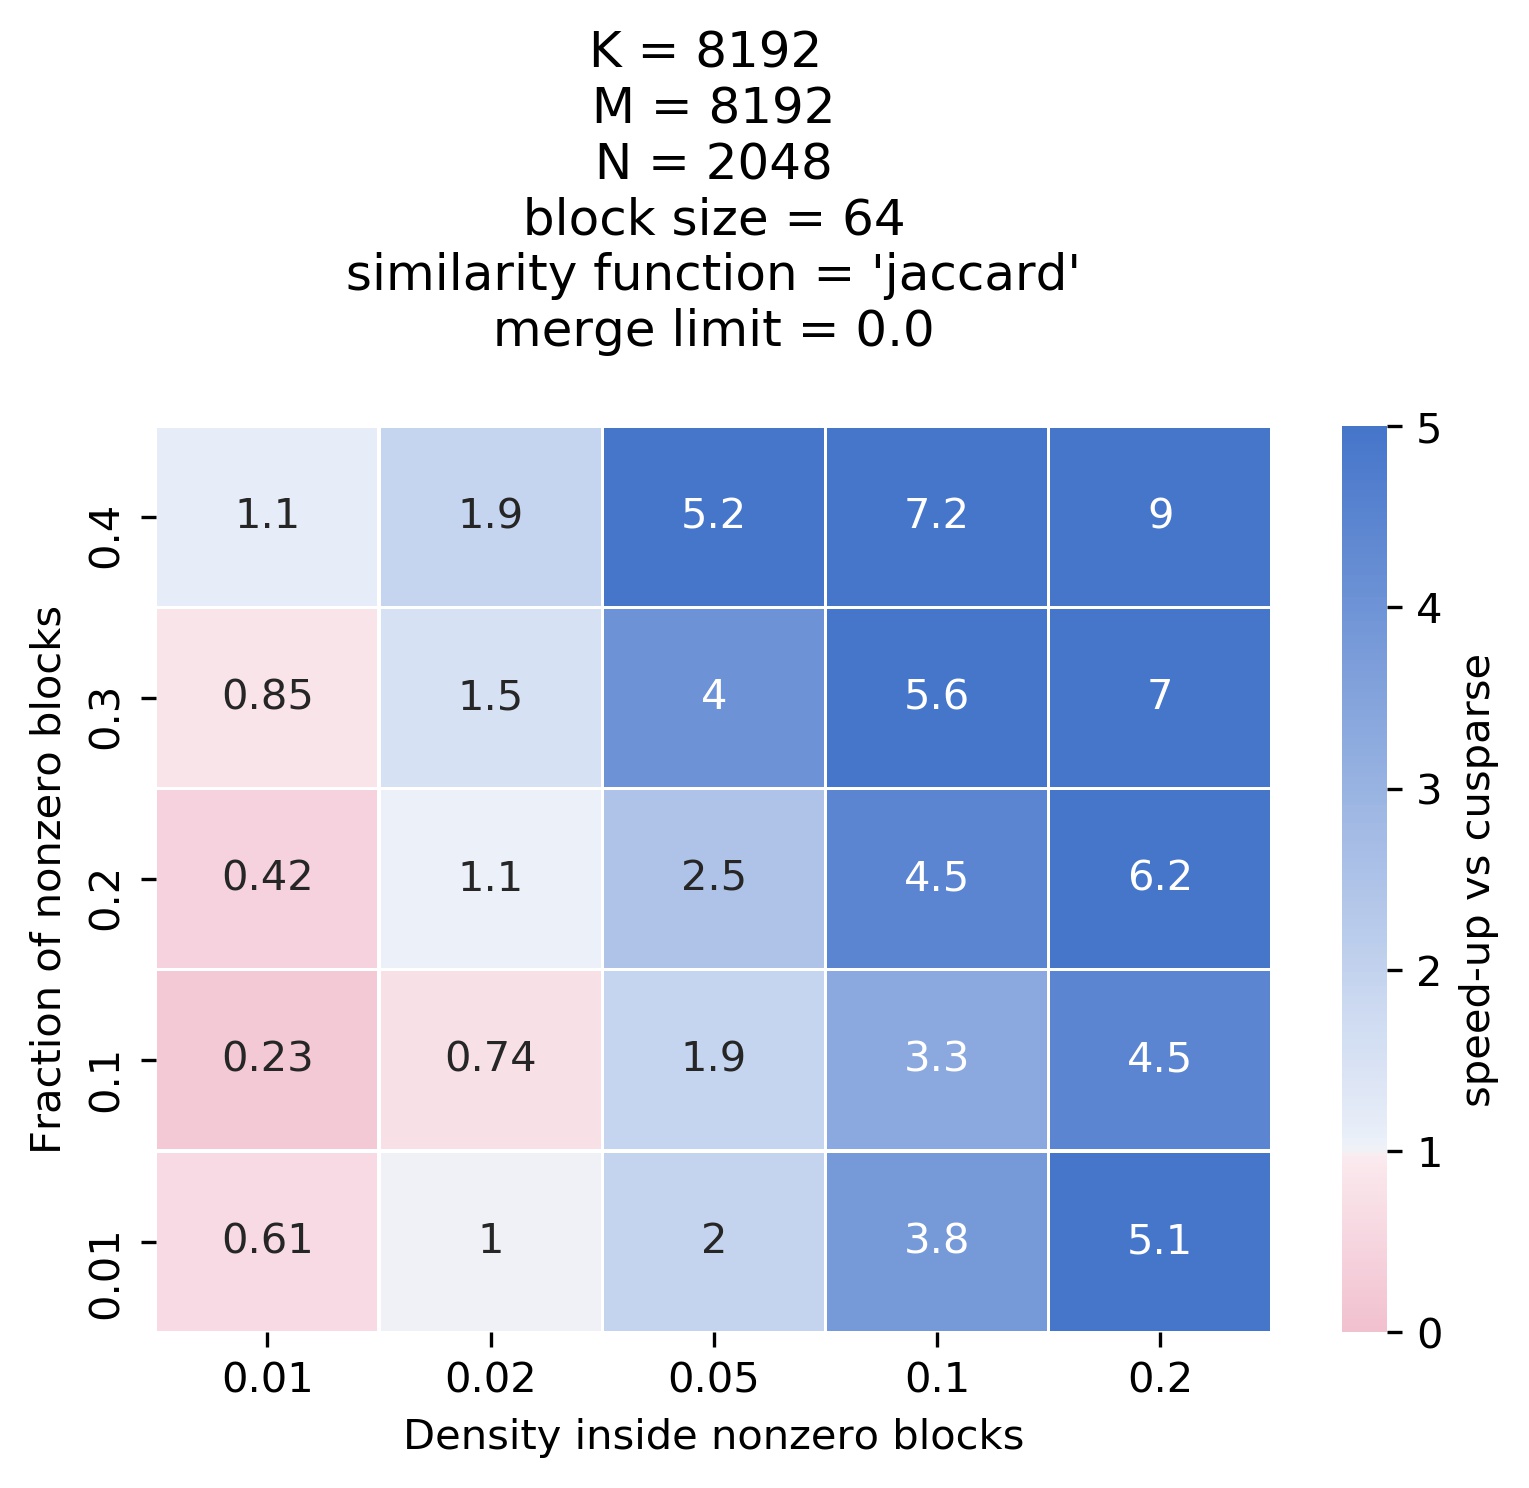 K = 8192
M = 8192
N = 2048
block size = 64
similarity function = 'jaccard'
merge limit = 0.0
Fraction of nonzero blocks
0.4
1.1 1.9 5.2 7.2 9
0.3
0.85 1.5 4 5.6 7
0.2
0.42 1.1 2.5 4.5 6.2
0.1
0.23 0.74 1.9 3.3 4.5
0.01
0.61 1 2 3.8 5.1
0.01 0.02 0.05 0.1 0.2
Density inside nonzero blocks
5
4
3
2
1
0
speed-up vs cusparse